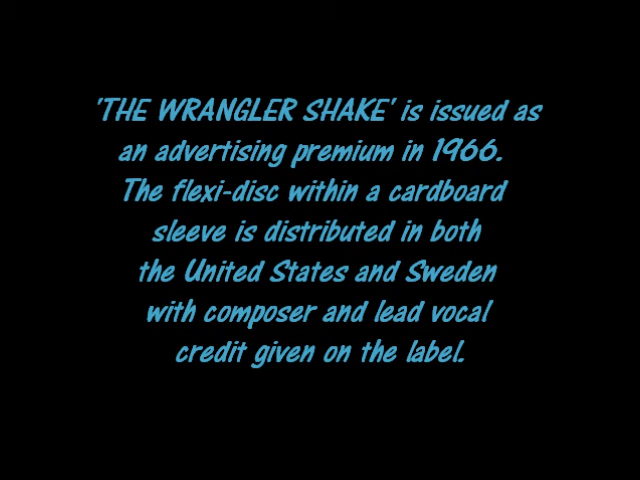 'THE WRANGLER SHAKE' is issued as
an advertising premium in 1966.
The flexi-disc within a cardboard
sleeve is distributed in both
the United States and Sweden
with composer and lead vocal
credit given on the label.